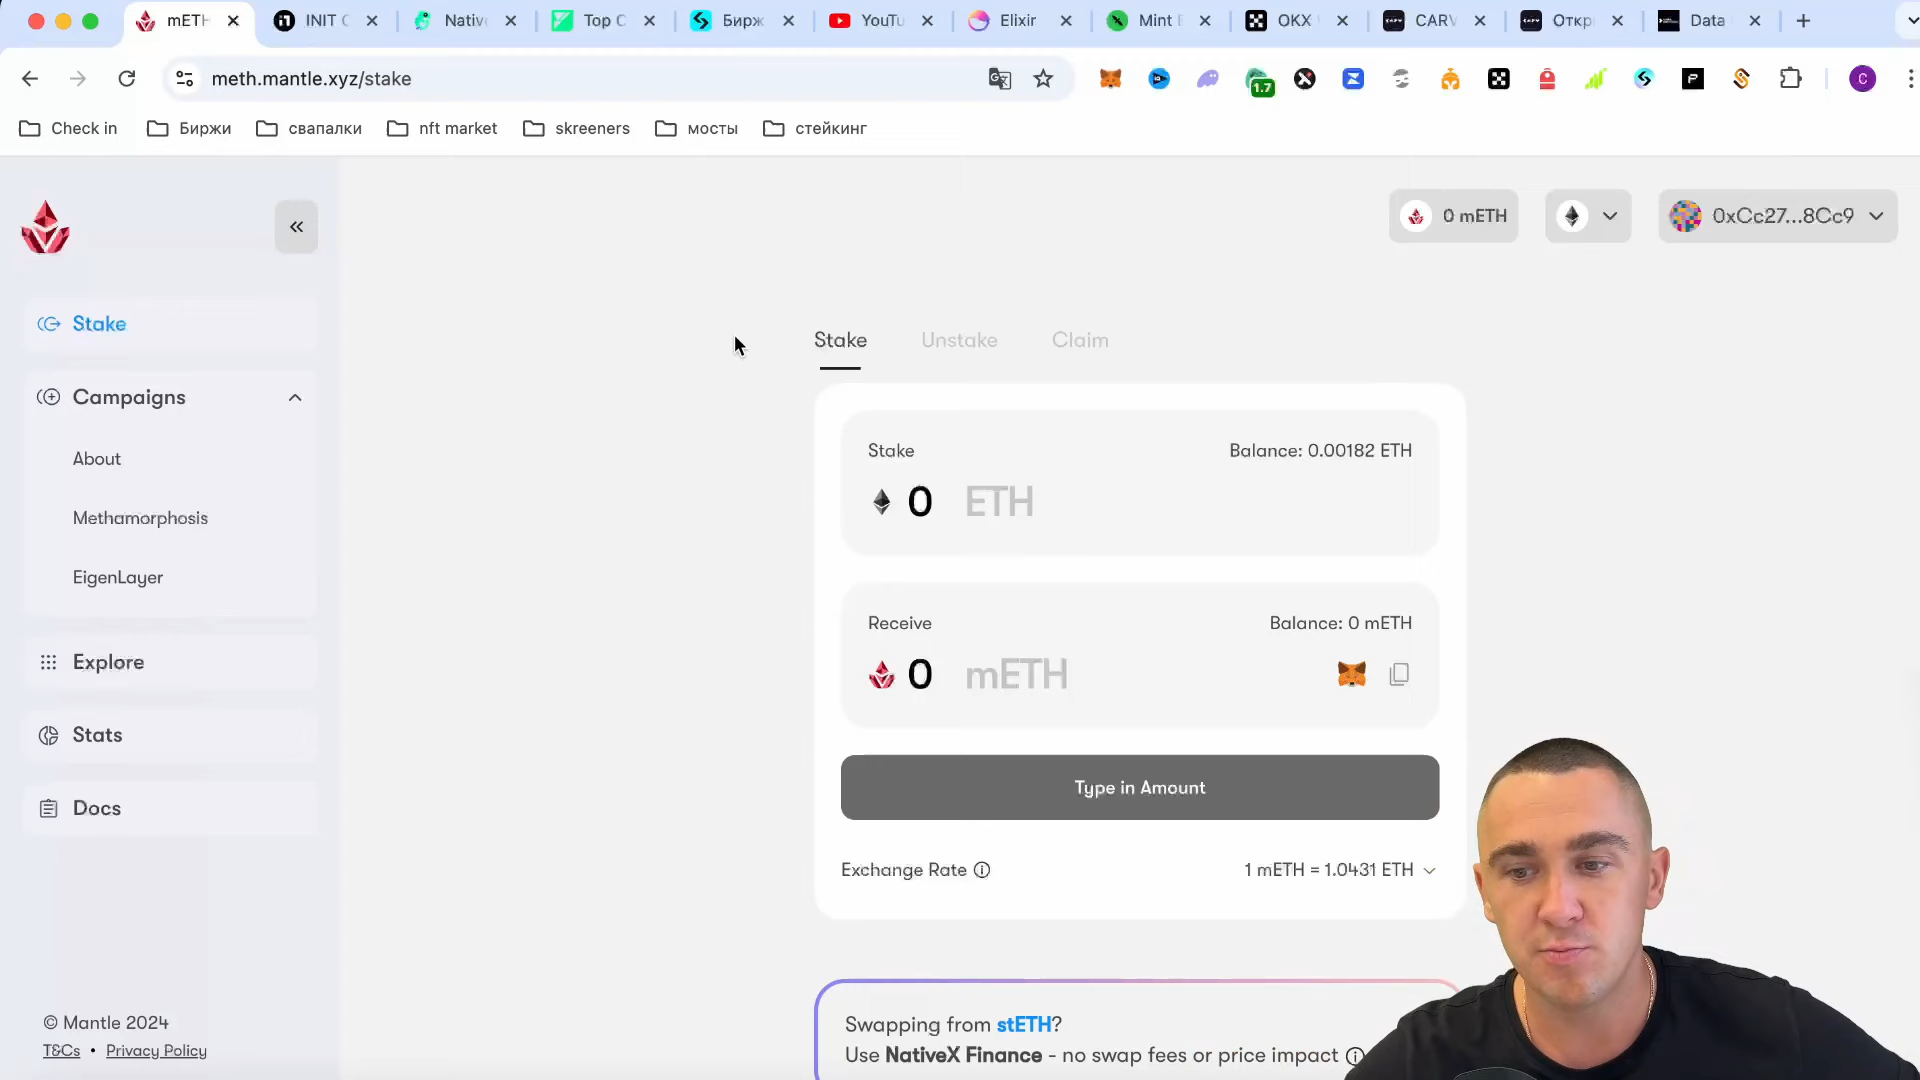 mETH
INIT C
Nativ
Top C
Бирж
YouTu
Elixir
Mint
OKX
CARV
Откр
Data
meth.mantle.xyz/stake
1.7
C
Check in
Биржи
свапалки
nft market
skreeners
мосты
стейкинг
0 mETH
0xCc27...8Cc9
Stake
Campaigns
About
Methamorphosis
EigenLayer
Explore
Stats
Docs
© Mantle 2024
T&Cs • Privacy Policy
Stake Unstake Claim
Stake Balance: 0.00182 ETH
0 ETH
Receive Balance: 0 mETH
0 mETH
Type in Amount
Exchange Rate 1 mETH = 1.0431 ETH
Swapping from stETH?
Use NativeX Finance - no swap fees or price impact